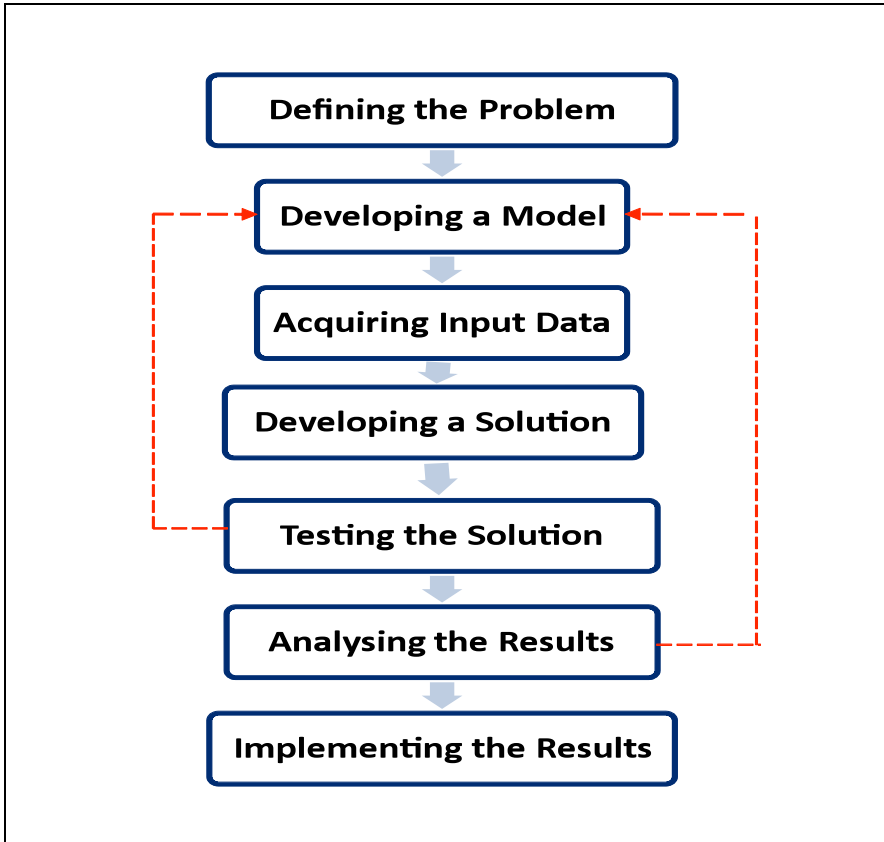 Defining the Problem
Developing a Model
Acquiring Input Data
Developing a Solution
Testing the Solution
Analysing the Results
Implementing the Results